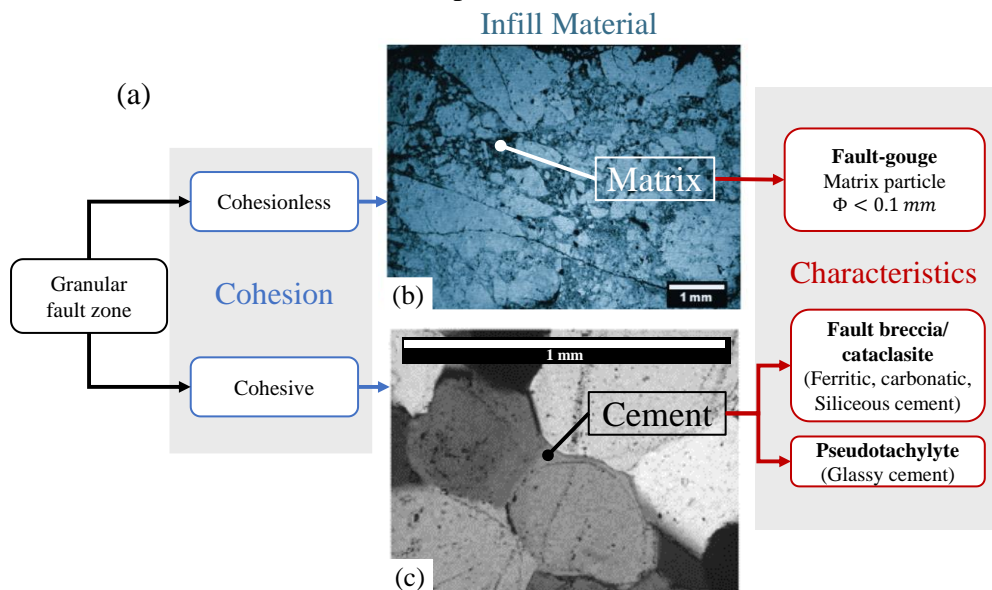 Infill Material
(a)
Cohesionless
Granular
fault zone
Cohesion
Cohesive
Matrix
(b)
1 mm
1 mm
Cement
(c)
Fault-gouge
Matrix particle
Φ < 0.1 mm
Characteristics
Fault breccia/
cataclasite
(Ferritic, carbonatic,
Siliceous cement)
Pseudotachylyte
(Glassy cement)